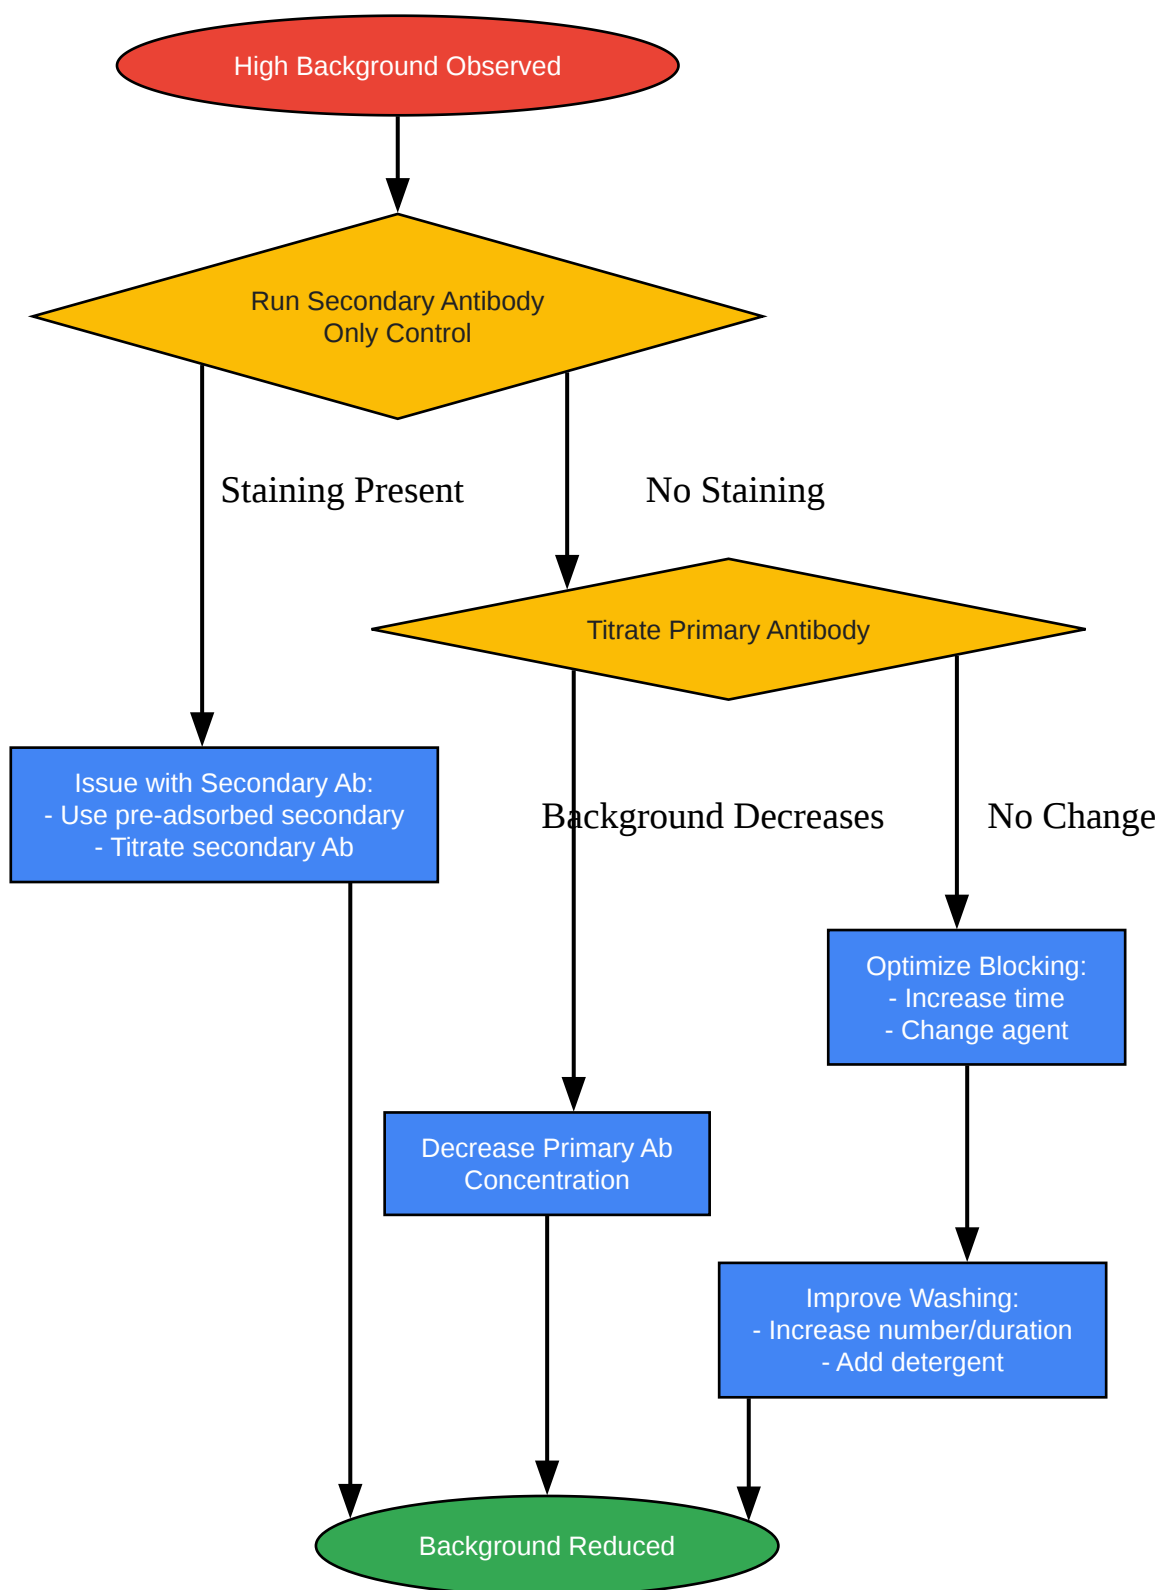 High Background Observed
Run Secondary Antibody
Only Control
Staining Present
No Staining
Titrate Primary Antibody
Issue with Secondary Ab:
- Use pre-adsorbed secondary
- Titrate secondary Ab
Background Decreases
No Change
Optimize Blocking:
- Increase time
- Change agent
Decrease Primary Ab
Concentration
Improve Washing:
- Increase number/duration
- Add detergent
Background Reduced